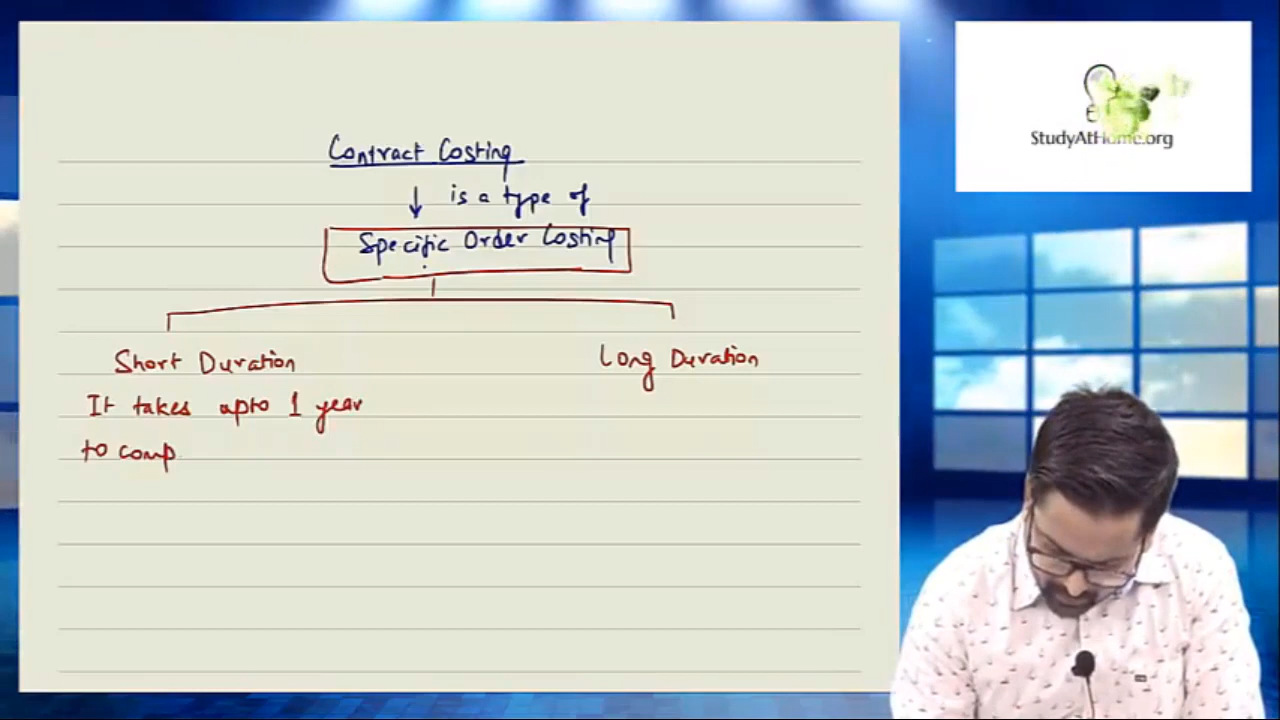 Contract Costing
is a type of
Specific Order Costing
Short Duration
Long Duration
It takes apto 1 year
to comp
StudyAtHome.org